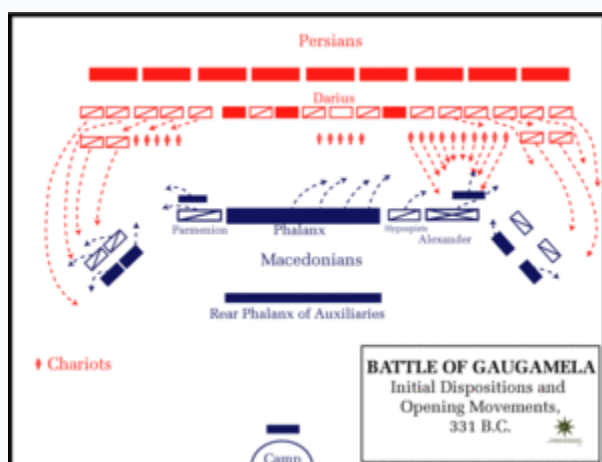 Persians
Darius
Parmenion
Phalanx
Hypaspists
Alexander
Macedonians
Rear Phalanx of Auxiliaries
Chariots
BATTLE OF GAUGAMELA
Initial Dispositions and
Opening Movements,
331 B.C.
Camp